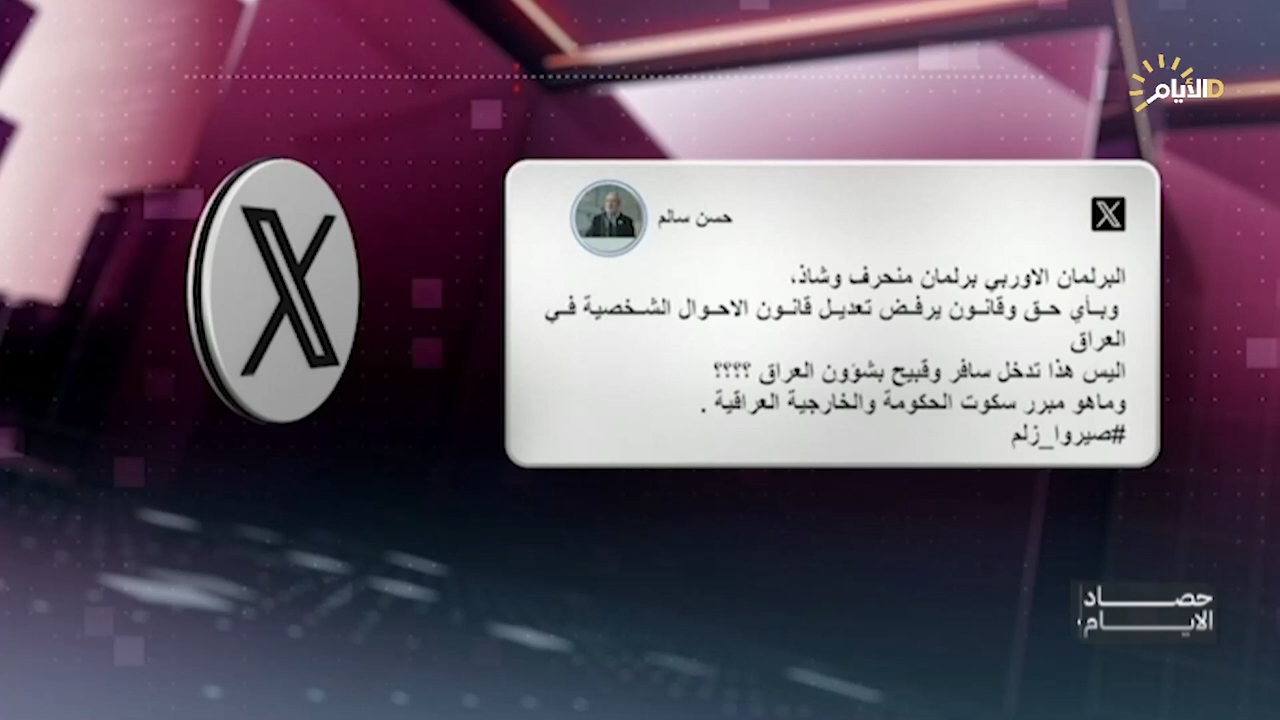 الأيام
حسن سالم
البرلمان الاوربي برلمان منحرف وشاذ،
وبأي حق وقانون يرفض تعديل قانون الاحوال الشخصية في
العراق
اليس هذا تدخل سافر وقبيح بشؤون العراق ؟؟؟؟
وماهو مبرر سكوت الحكومة والخارجية العراقية .
#صيروا_زلم
حصاد
الايام